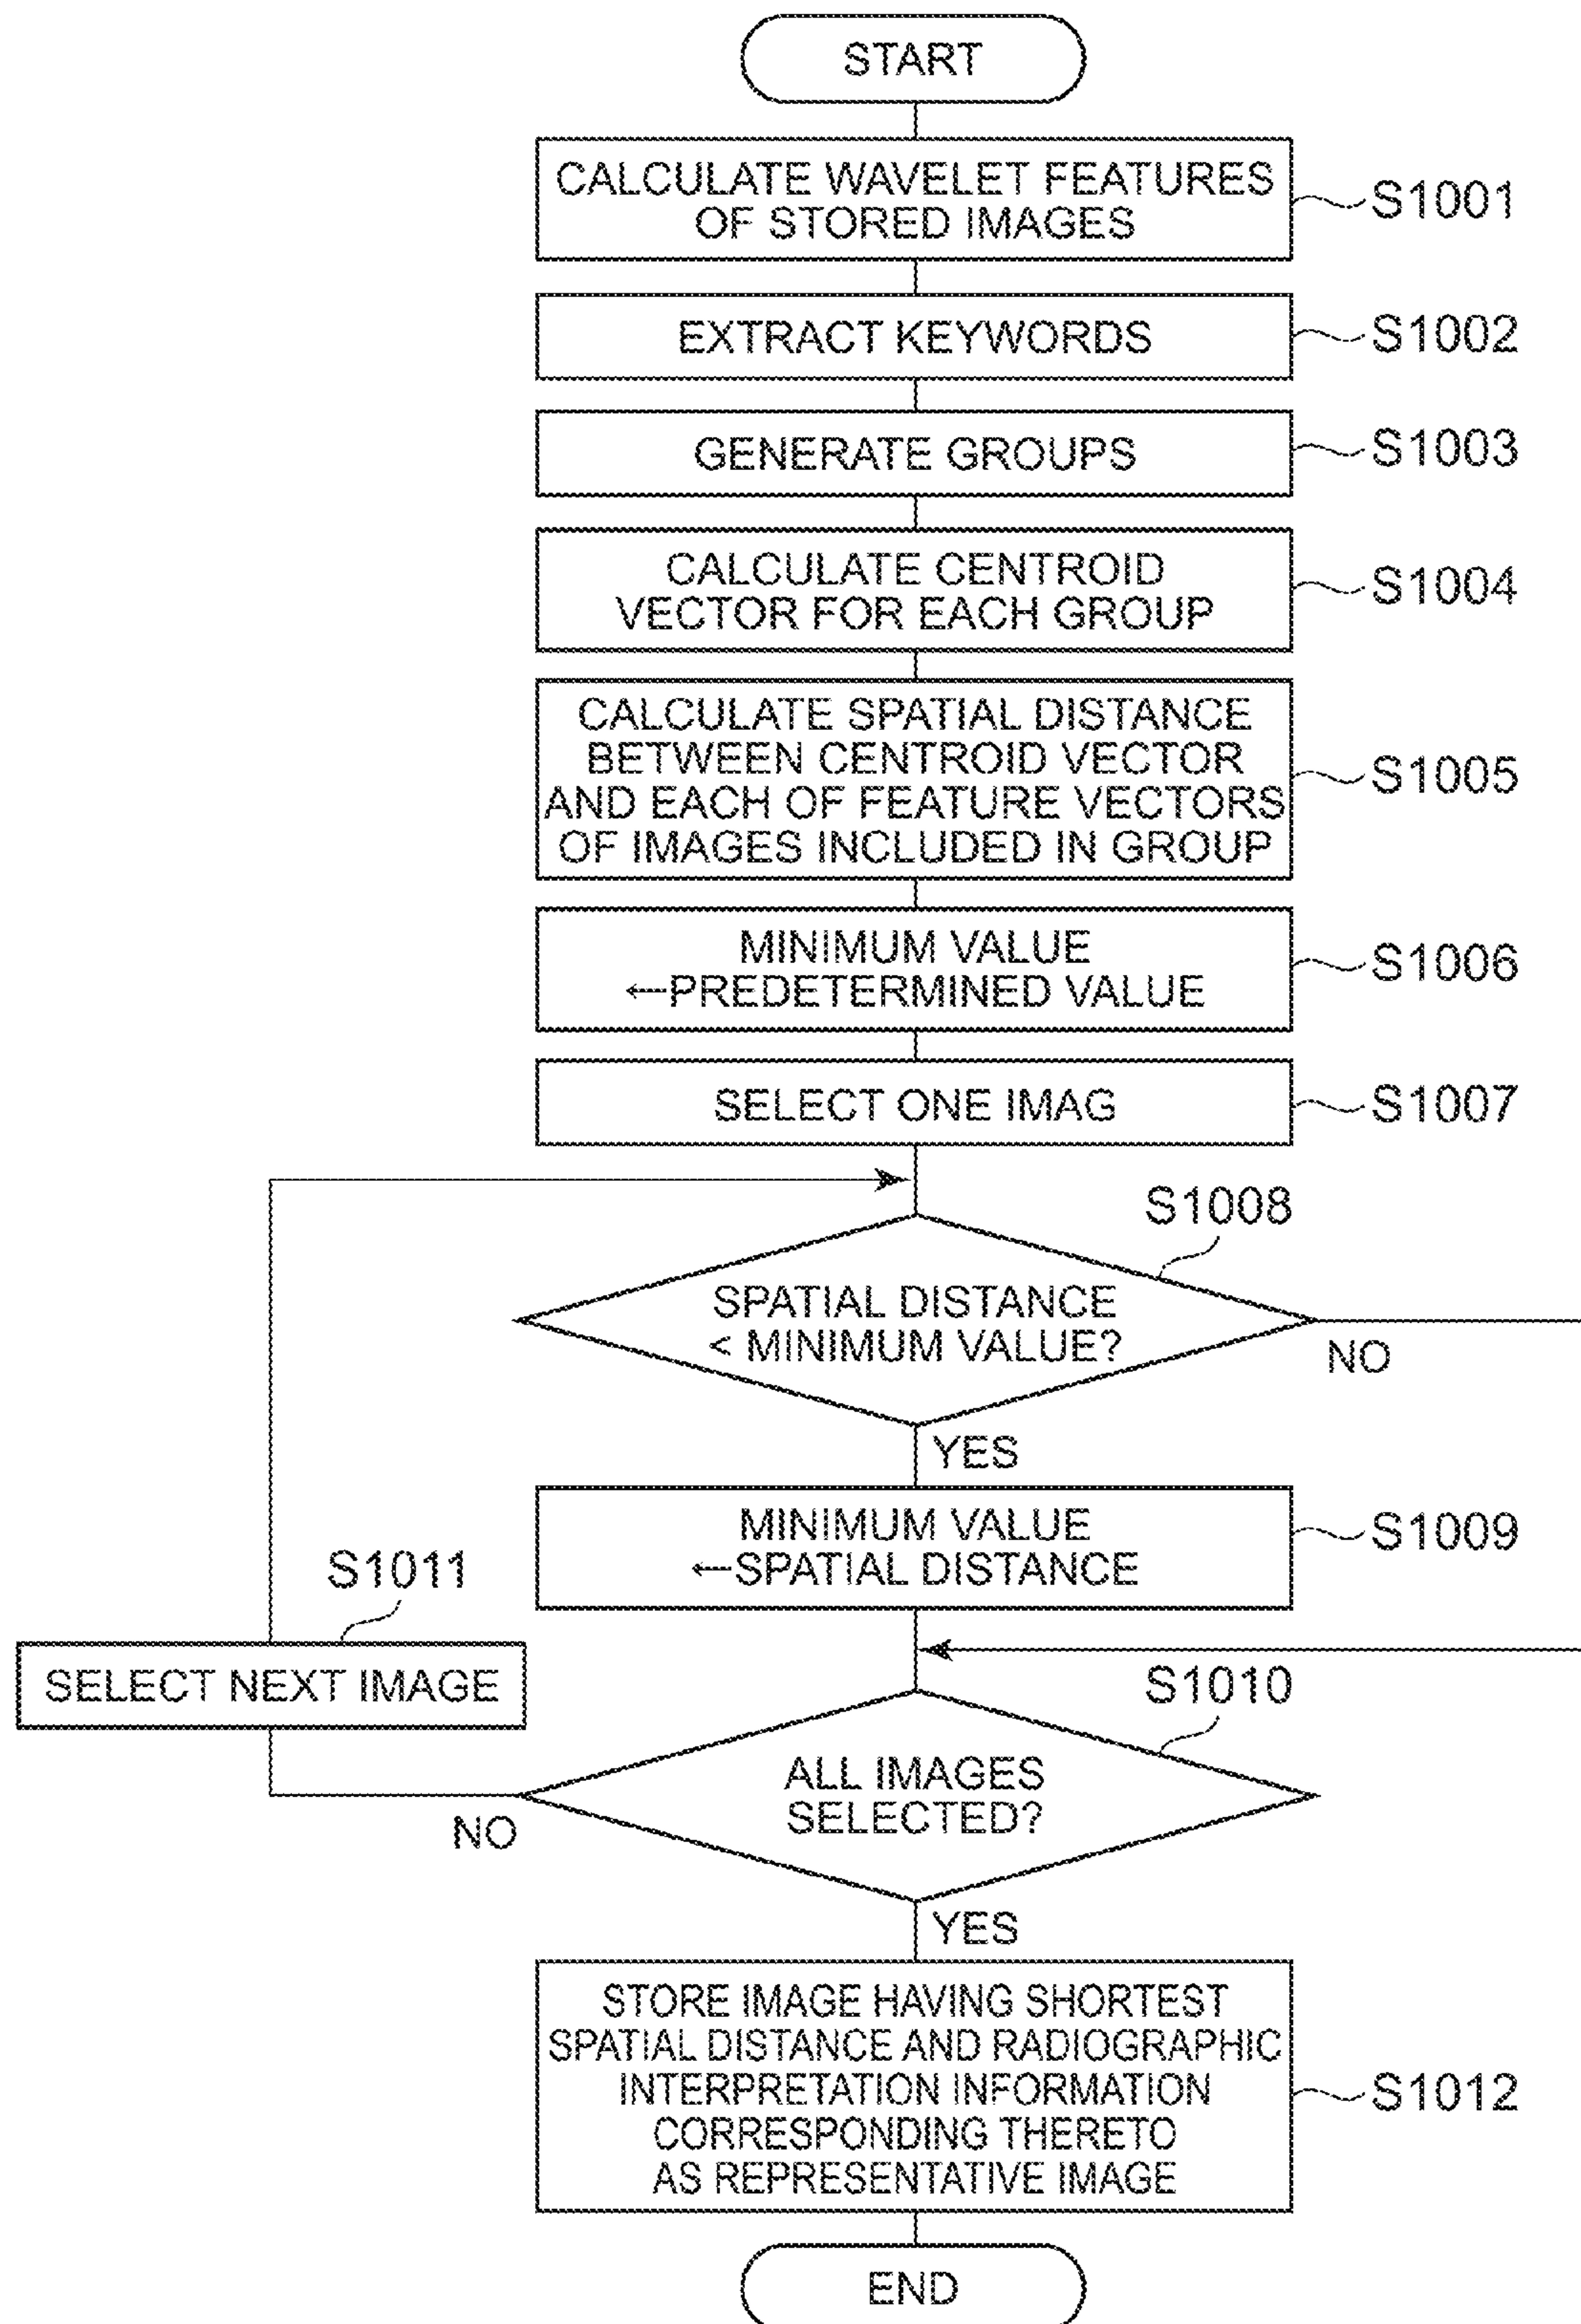 START
CALCULATE WAVELET FEATURES
OF STORED IMAGES
S1001
EXTRACT KEYWORDS
S1002
GENERATE GROUPS
S1003
CALCULATE CENTROID
VECTOR FOR EACH GROUP
S1004
CALCULATE SPATIAL DISTANCE
BETWEEN CENTROID VECTOR
AND EACH OF FEATURE VECTORS
OF IMAGES INCLUDED IN GROUP
S1005
MINIMUM VALUE
←PREDETERMINED VALUE
S1006
SELECT ONE IMAG
S1007
S1008
SPATIAL DISTANCE
< MINIMUM VALUE?
NO
YES
MINIMUM VALUE
←SPATIAL DISTANCE
S1009
S1011
SELECT NEXT IMAGE
S1010
ALL IMAGES
SELECTED?
NO
YES
STORE IMAGE HAVING SHORTEST
SPATIAL DISTANCE AND RADIOGRAPHIC
INTERPRETATION INFORMATION
CORRESPONDING THERETO
AS REPRESENTATIVE IMAGE
S1012
END